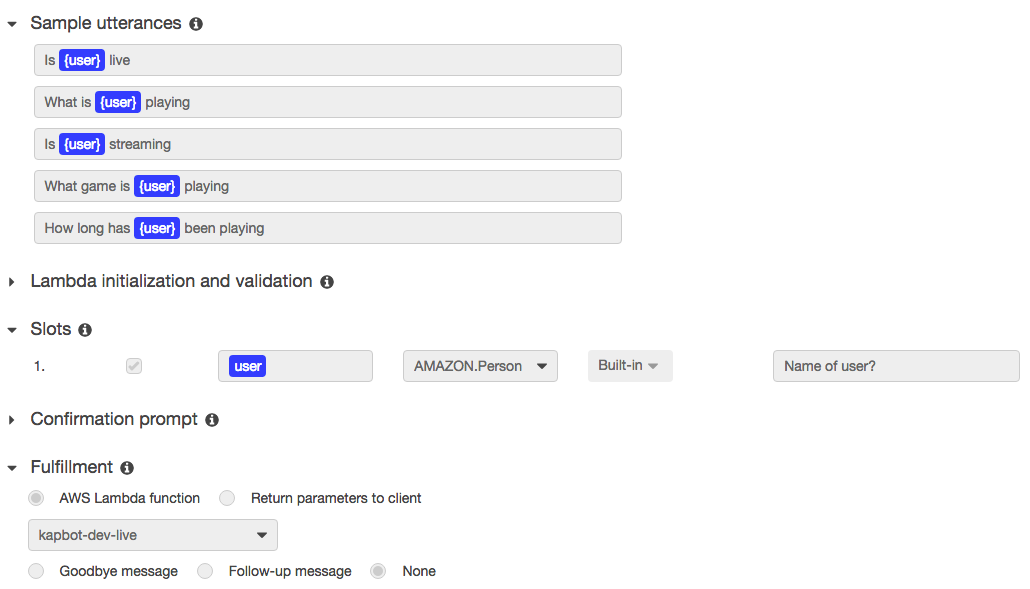 Sample utterances
Is {user} live
What is {user} playing
Is {user} streaming
What game is {user} playing
How long has {user} been playing
Lambda initialization and validation
Slots
1. user AMAZON.Person Built-in Name of user?
Confirmation prompt
Fulfillment
AWS Lambda function Return parameters to client
kapbot-dev-live
Goodbye message Follow-up message None